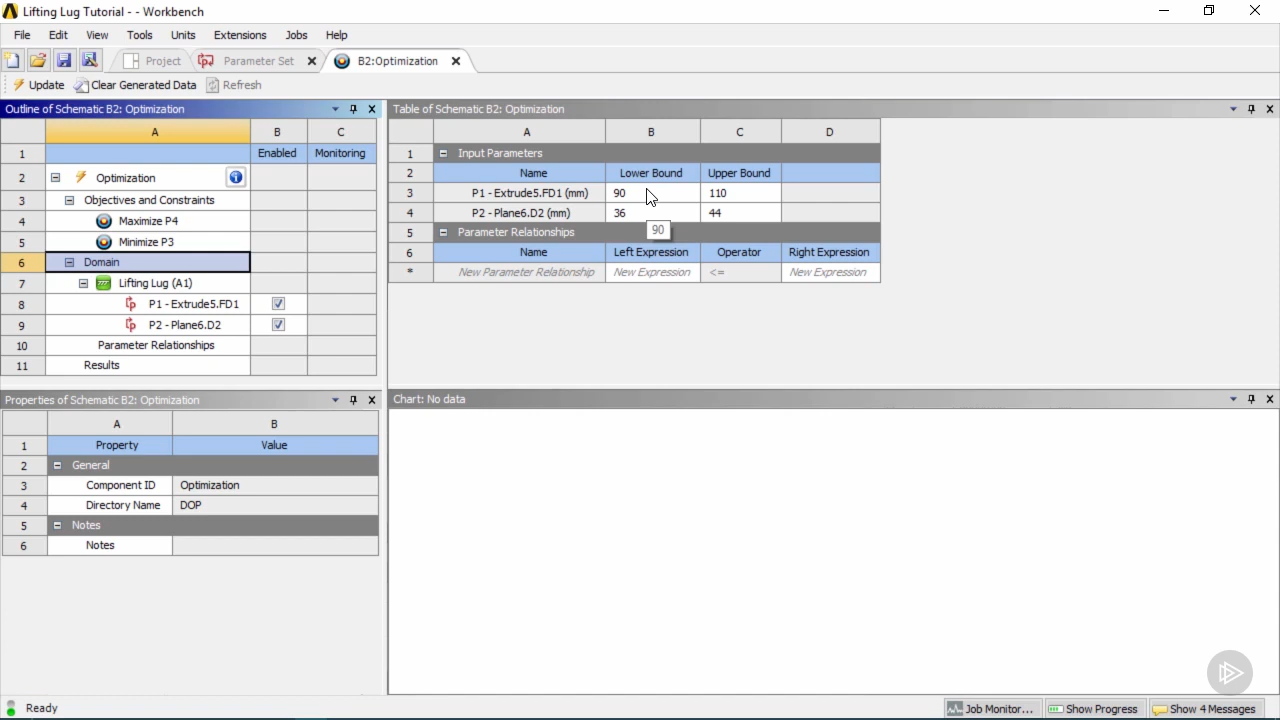 Lifting Lug Tutorial - - Workbench
File Edit View Tools Units Extensions Jobs Help
Project Parameter Set B2:Optimization
Update Clear Generated Data Refresh
Outline of Schematic B2: Optimization
A B C
1 Enabled Monitoring
2 Optimization
3 Objectives and Constraints
4 Maximize P4
5 Minimize P3
6 Domain
7 Lifting Lug (A1)
8 P1 - Extrude5.FD1
9 P2 - Plane6.D2
10 Parameter Relationships
11 Results
Table of Schematic B2: Optimization
A B C D
1 Input Parameters
2 Name Lower Bound Upper Bound
3 P1 - Extrude5.FD1 (mm) 90 110
4 P2 - Plane6.D2 (mm) 36 44
90
5 Parameter Relationships
6 Name Left Expression Operator Right Expression
* New Parameter Relationship New Expression <= New Expression
Properties of Schematic B2: Optimization
A B
1 Property Value
2 General
3 Component ID Optimization
4 Directory Name DOP
5 Notes
6 Notes
Chart: No data
Ready
Job Monitor... Show Progress Show 4 Messages